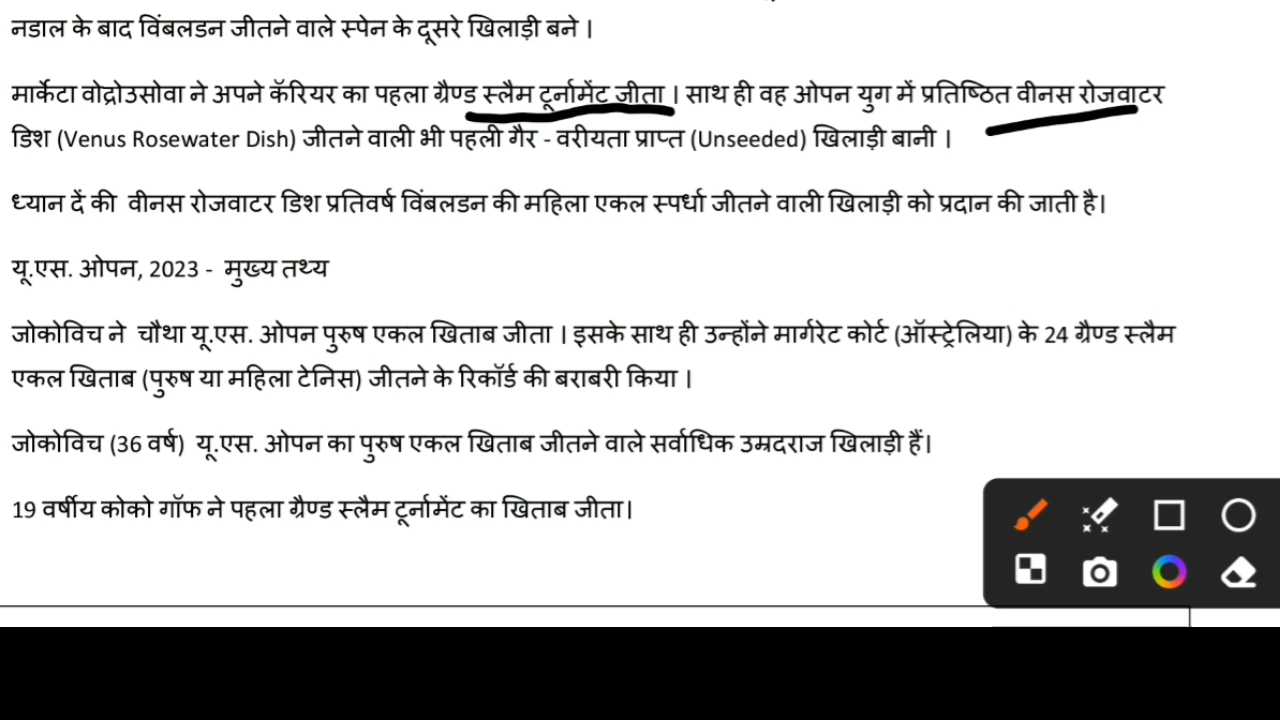 नडाल के बाद विंबलडन जीतने वाले स्पेन के दूसरे खिलाड़ी बने ।
मार्केटा वोद्रोउसोवा ने अपने कॅरियर का पहला ग्रैण्ड स्लैम टूर्नामेंट जीता । साथ ही वह ओपन युग में प्रतिष्ठित वीनस रोजवाटर
डिश (Venus Rosewater Dish) जीतने वाली भी पहली गैर - वरीयता प्राप्त (Unseeded) खिलाड़ी बानी ।
ध्यान दें की वीनस रोजवाटर डिश प्रतिवर्ष विंबलडन की महिला एकल स्पर्धा जीतने वाली खिलाड़ी को प्रदान की जाती है।
यू.एस. ओपन, 2023 - मुख्य तथ्य
जोकोविच ने चौथा यू.एस. ओपन पुरुष एकल खिताब जीता । इसके साथ ही उन्होंने मार्गरेट कोर्ट (ऑस्ट्रेलिया) के 24 ग्रैण्ड स्लैम
एकल खिताब (पुरुष या महिला टेनिस) जीतने के रिकॉर्ड की बराबरी किया ।
जोकोविच (36 वर्ष) यू.एस. ओपन का पुरुष एकल खिताब जीतने वाले सर्वाधिक उम्रदराज खिलाड़ी हैं।
19 वर्षीय कोको गॉफ ने पहला ग्रैण्ड स्लैम टूर्नामेंट का खिताब जीता।